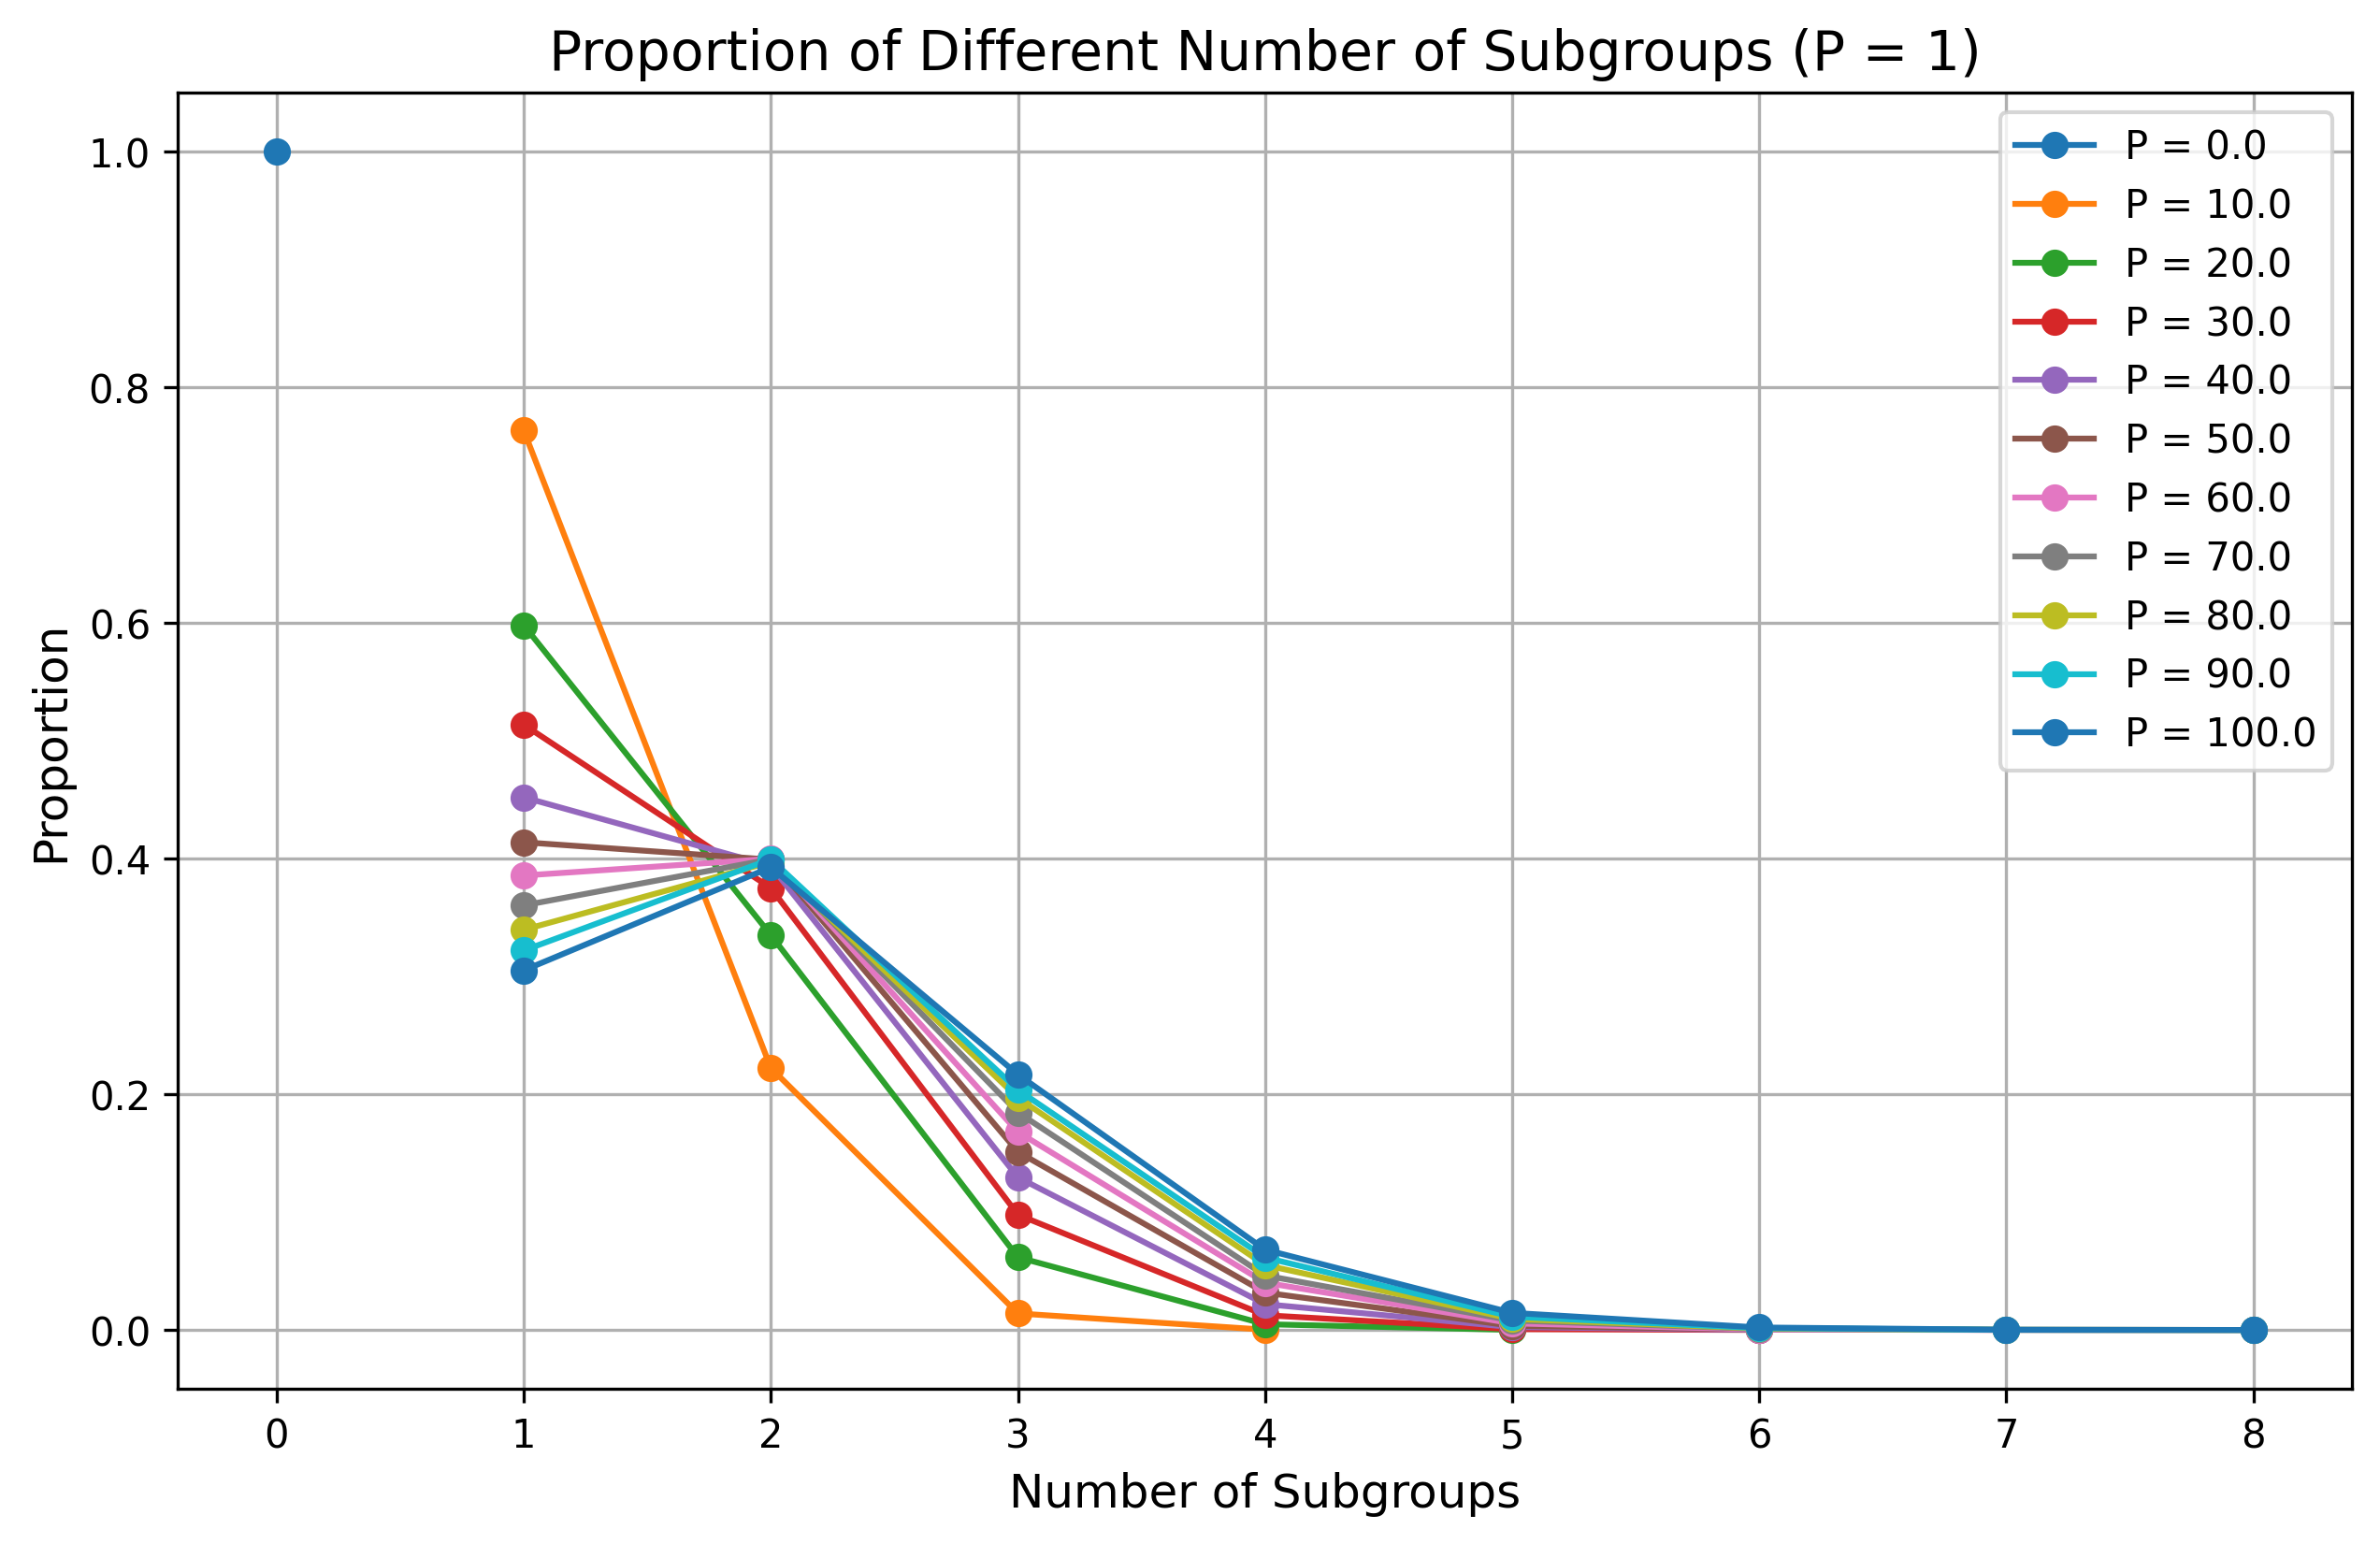 Proportion of Different Number of Subgroups (P = 1)
1.0
0.8
0.6
0.4
0.2
0.0
Proportion
P = 0.0
P = 10.0
P = 20.0
P = 30.0
P = 40.0
P = 50.0
P = 60.0
P = 70.0
P = 80.0
P = 90.0
P = 100.0
0 1 2 3 4 5 6 7 8
Number of Subgroups